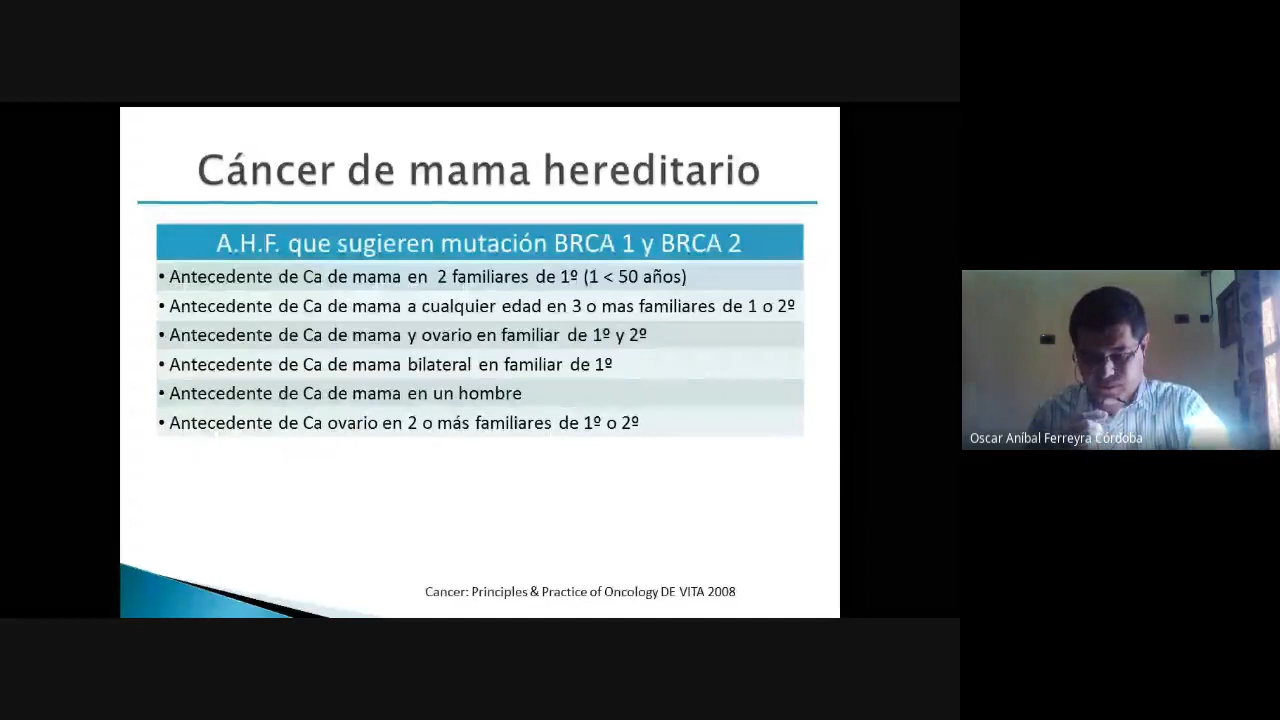 Cáncer de mama hereditario
A.H.F. que sugieren mutación BRCA 1 y BRCA 2
• Antecedente de Ca de mama en 2 familiares de 1º (1 < 50 años)
• Antecedente de Ca de mama a cualquier edad en 3 o mas familiares de 1 o 2º
• Antecedente de Ca de mama y ovario en familiar de 1º y 2º
• Antecedente de Ca de mama bilateral en familiar de 1º
• Antecedente de Ca de mama en un hombre
• Antecedente de Ca ovario en 2 o más familiares de 1º o 2º
Cancer: Principles & Practice of Oncology DE VITA 2008
Oscar Aníbal Ferreyra Córdoba